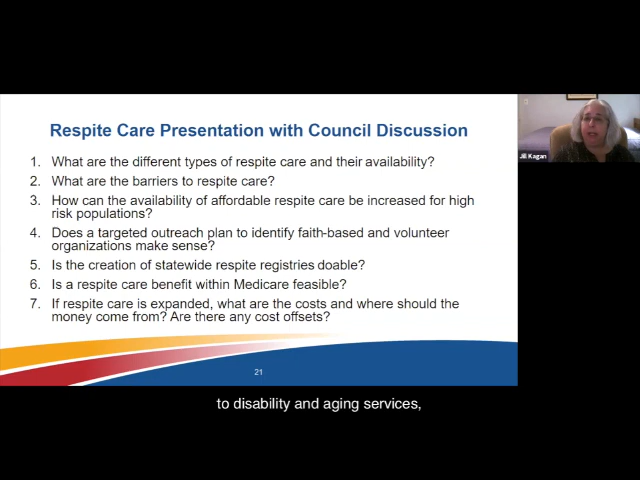 Respite Care Presentation with Council Discussion
1. What are the different types of respite care and their availability?
2. What are the barriers to respite care?
3. How can the availability of affordable respite care be increased for high
risk populations?
4. Does a targeted outreach plan to identify faith-based and volunteer
organizations make sense?
5. Is the creation of statewide respite registries doable?
6. Is a respite care benefit within Medicare feasible?
7. If respite care is expanded, what are the costs and where should the
money come from? Are there any cost offsets?
21
Jill Kagan
to disability and aging services,